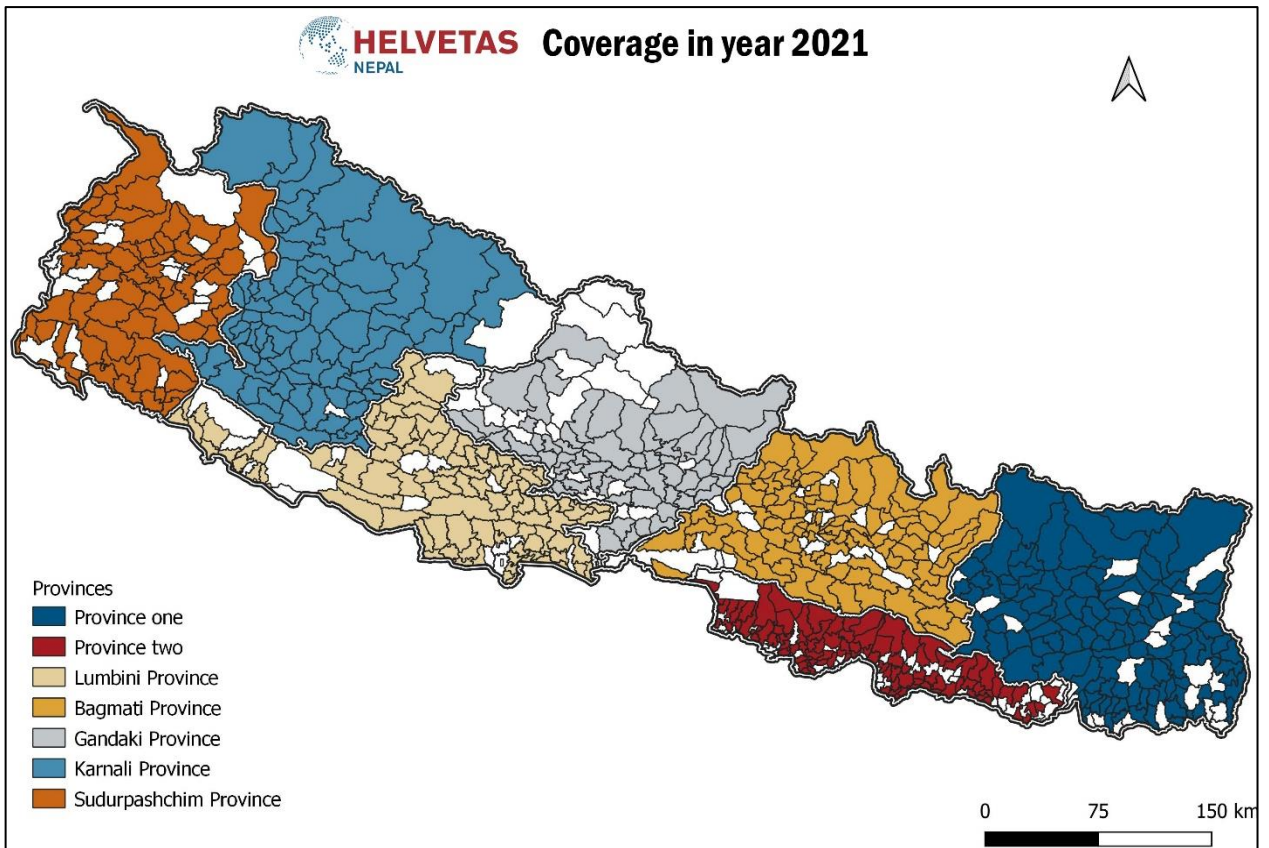 HELVETAS
NEPAL
Coverage in year 2021
Provinces
Province one
Province two
Lumbini Province
Bagmati Province
Gandaki Province
Karnali Province
Sudurpashchim Province
0 75 150 km